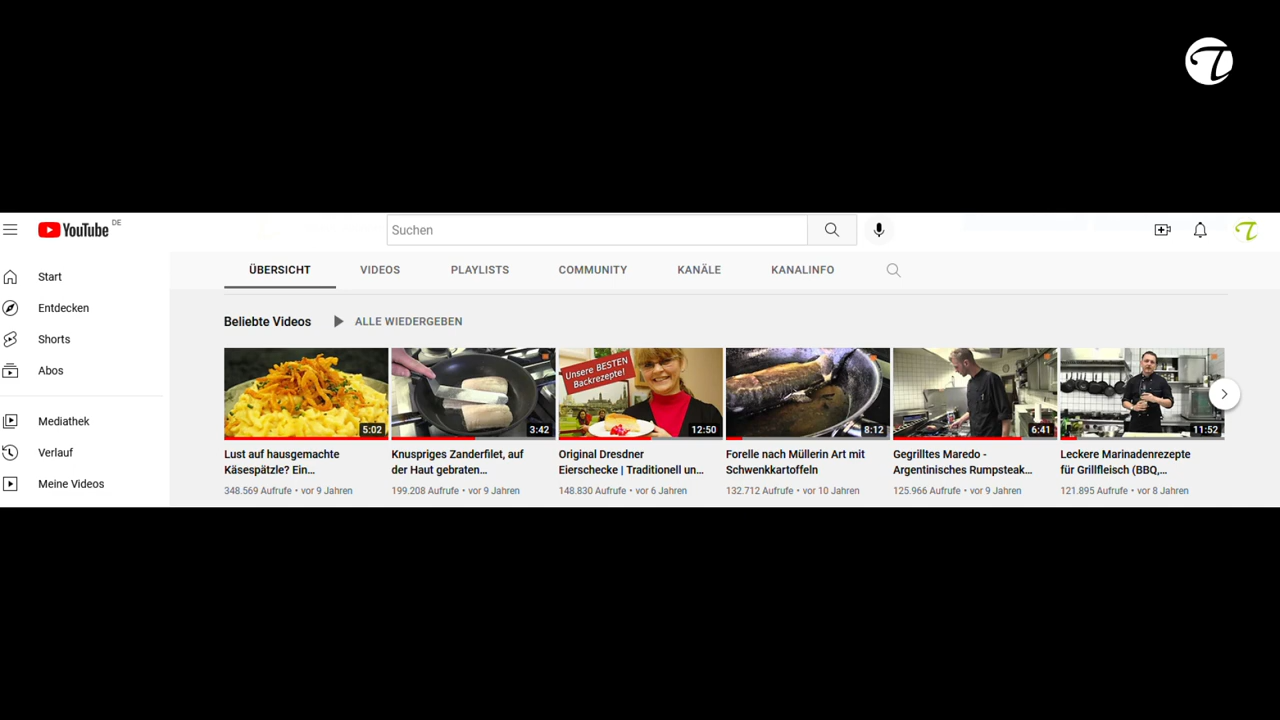 YouTube DE
Suchen
Start
Entdecken
Shorts
Abos
Mediathek
Verlauf
Meine Videos
ÜBERSICHT VIDEOS PLAYLISTS COMMUNITY KANÄLE KANALINFO
Beliebte Videos ALLE WIEDERGEBEN
5:02
Lust auf hausgemachte
Käsespätzle? Ein...
348.569 Aufrufe • vor 9 Jahren
3:42
Knuspriges Zanderfilet, auf
der Haut gebraten...
199.208 Aufrufe • vor 9 Jahren
Unsere BESTEN
Backrezepte!
12:50
Original Dresdner
Eierschecke | Traditionell un...
148.830 Aufrufe • vor 6 Jahren
8:12
Forelle nach Müllerin Art mit
Schwenkkartoffeln
132.712 Aufrufe • vor 10 Jahren
6:41
Gegrilltes Maredo -
Argentinisches Rumpsteak...
125.966 Aufrufe • vor 9 Jahren
11:52
Leckere Marinadenrezepte
für Grillfleisch (BBQ,...
121.895 Aufrufe • vor 8 Jahren